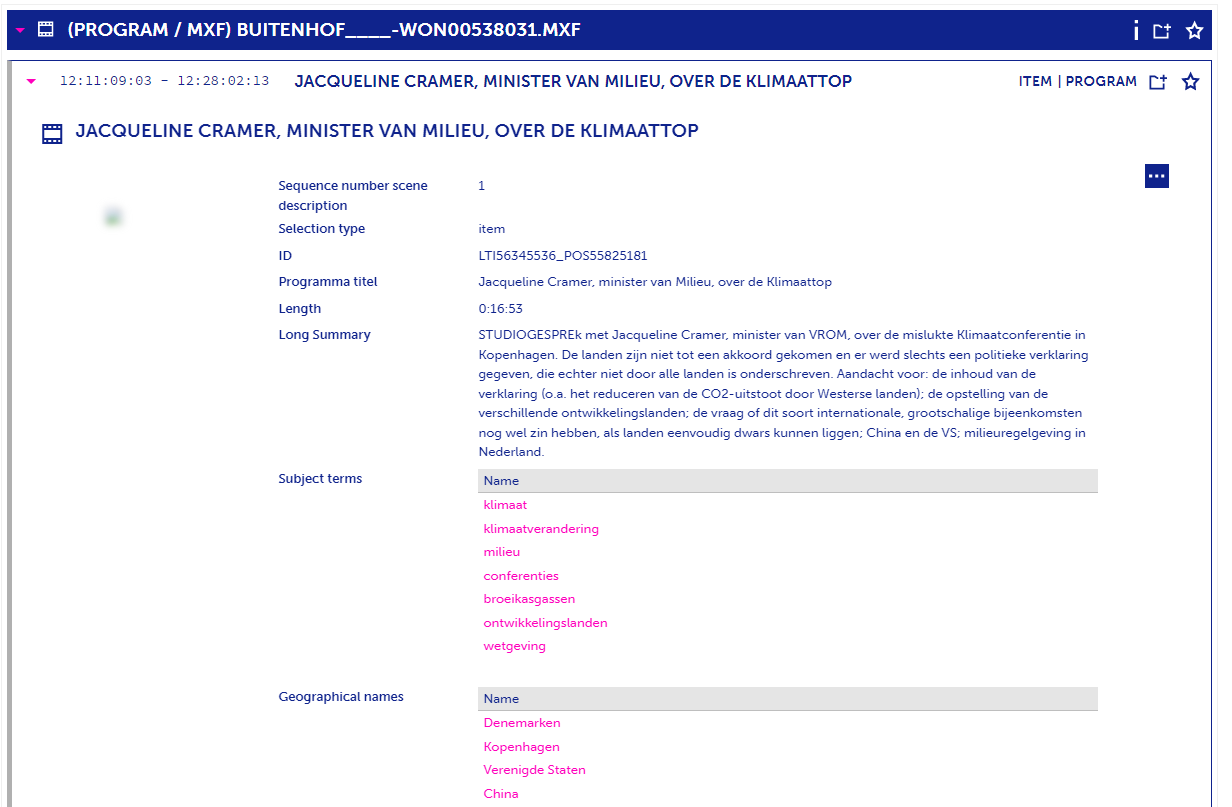 (PROGRAM / MXF) BUITENHOF____-WON00538031.MXF
12:11:09:03 - 12:28:02:13 JACQUELINE CRAMER, MINISTER VAN MILIEU, OVER DE KLIMAATTOP ITEM | PROGRAM
JACQUELINE CRAMER, MINISTER VAN MILIEU, OVER DE KLIMAATTOP
Sequence number scene description 1
Selection type item
ID LTI56345536_POS55825181
Programma titel Jacqueline Cramer, minister van Milieu, over de Klimaattop
Length 0:16:53
Long Summary STUDIOGESPREk met Jacqueline Cramer, minister van VROM, over de mislukte Klimaatconferentie in
Kopenhagen. De landen zijn niet tot een akkoord gekomen en er werd slechts een politieke verklaring
gegeven, die echter niet door alle landen is onderschreven. Aandacht voor: de inhoud van de
verklaring (o.a. het reduceren van de CO2-uitstoot door Westerse landen); de opstelling van de
verschillende ontwikkelingslanden; de vraag of dit soort internationale, grootschalige bijeenkomsten
nog wel zin hebben, als landen eenvoudig dwars kunnen liggen; China en de VS; milieuregelgeving in
Nederland.
Subject terms Name
klimaat
klimaatverandering
milieu
conferenties
broeikasgassen
ontwikkelingslanden
wetgeving
Geographical names Name
Denemarken
Kopenhagen
Verenigde Staten
China